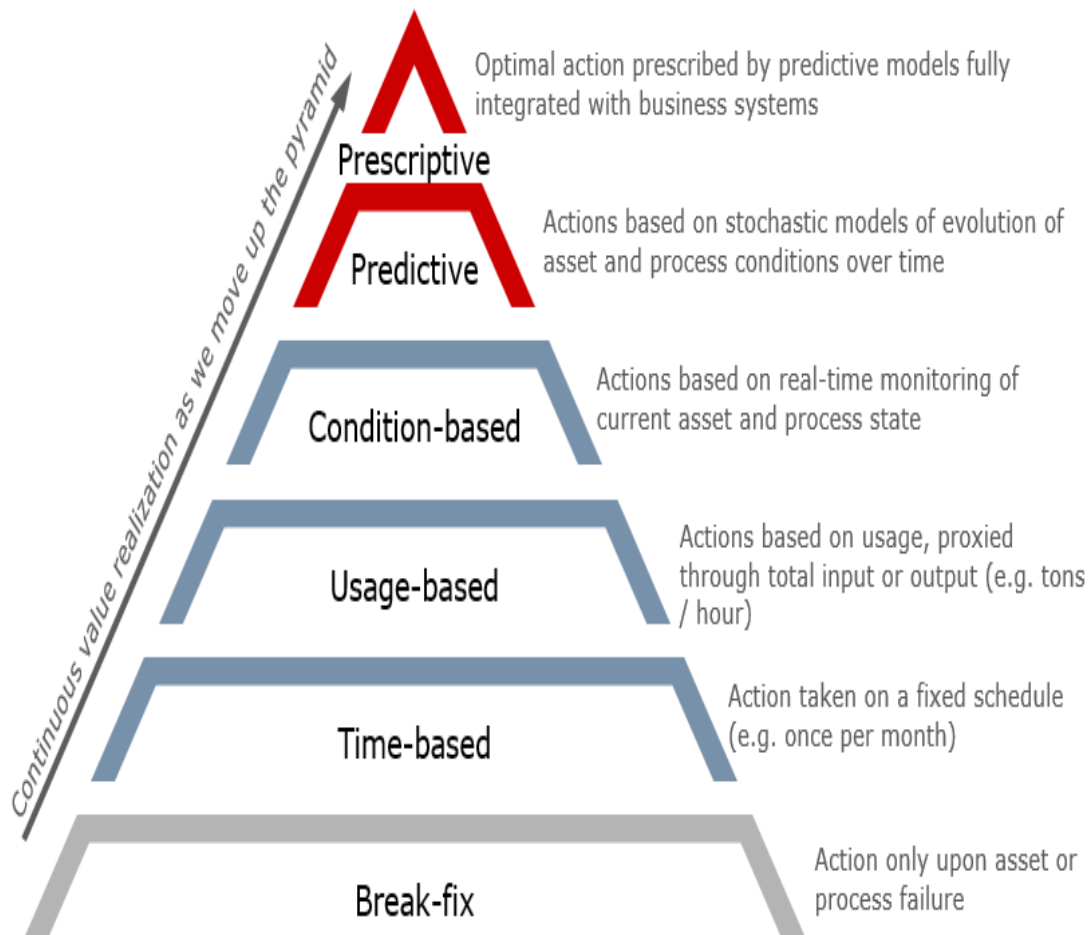 Optimal action prescribed by predictive models fully
integrated with business systems
Prescriptive
Actions based on stochastic models of evolution of
asset and process conditions over time
Predictive
Actions based on real-time monitoring of
current asset and process state
Condition-based
Actions based on usage, proxied
through total input or output (e.g. tons
/ hour)
Usage-based
Action taken on a fixed schedule
(e.g. once per month)
Time-based
Action only upon asset or
process failure
Break-fix
Continuous value realization as we move up the pyramid